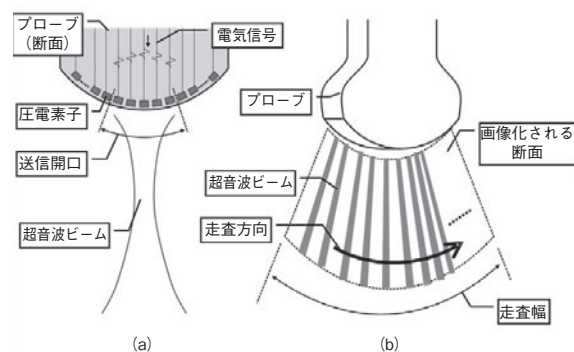 プローブ
(断面)
電気信号
圧電素子
送信開口
超音波ビーム
(a)
プローブ
画像化される
断面
超音波ビーム
走査方向
走査幅
(b)